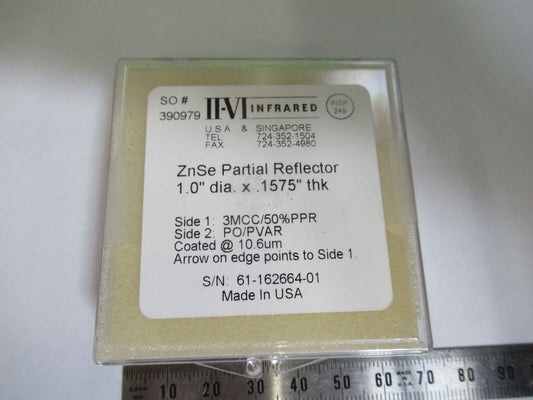 SO #
390979
II-VI INFRARED
INSP
249
USA & SINGAPORE
TEL 724-352-1504
FAX 724-352-4980
ZnSe Partial Reflector
1.0" dia. x .1575" thk
Side 1: 3MCC/50%PPR
Side 2: PO/PVAR
Coated @ 10.6um
Arrow on edge points to Side 1.
S/N: 61-162664-01
Made In USA
10 20 30 40 50 60 70 80 90